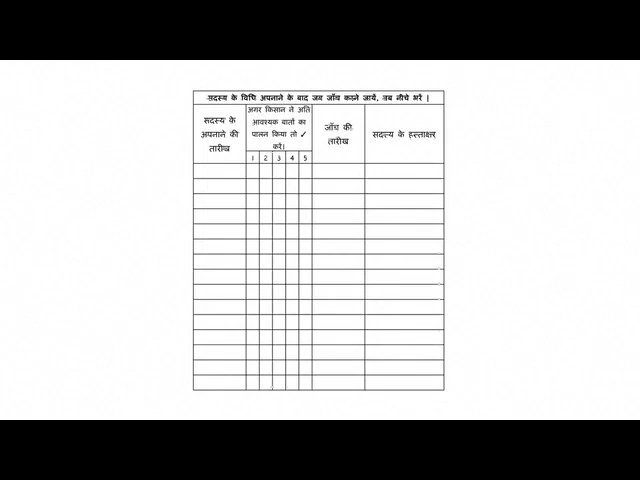 सदस्य के विधि अपनाने के बाद जब जाँच करने जायें, तब नीचे भरें |
सदस्य के
अपनाने की
तारीख
अगर किसान ने अति
आवश्यक बातों का
पालन किया तो ✓
करें।
1 2 3 4 5
जाँच की
तारीख
सदस्य के हस्ताक्षर